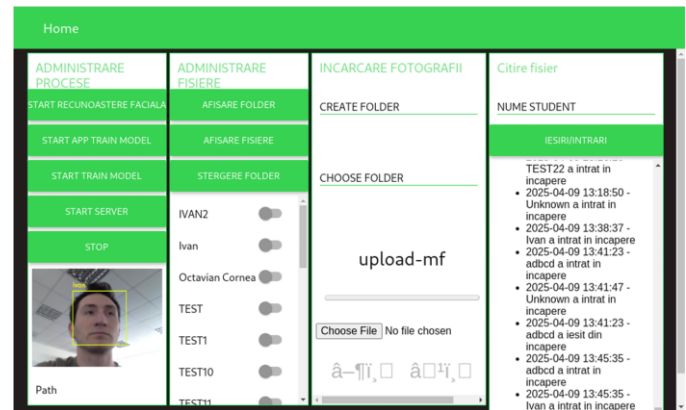 Home
ADMINISTRARE
PROCESE
START RECUNOASTERE FACIALA
START APP TRAIN MODEL
START TRAIN MODEL
START SERVER
STOP
Ivan
Path
ADMINISTRARE
FISIERE
AFISARE FOLDER
AFISARE FISIERE
STERGERE FOLDER
IVAN2
Ivan
Octavian Cornea
TEST
TEST1
TEST10
TEST11
INCARCARE FOTOGRAFII
CREATE FOLDER
CHOOSE FOLDER
upload-mf
Choose File No file chosen
â–¶ï¸□ â□¹ï¸□
Citire fisier
NUME STUDENT
IESIRI/INTRARI
TEST22 a intrat in
incapere
2025-04-09 13:18:50 -
Unknown a intrat in
incapere
2025-04-09 13:38:37 -
Ivan a intrat in incapere
2025-04-09 13:41:23 -
adbcd a intrat in
incapere
2025-04-09 13:41:47 -
Unknown a intrat in
incapere
2025-04-09 13:41:23 -
adbcd a iesit din
incapere
2025-04-09 13:45:35 -
adbcd a intrat in
incapere
2025-04-09 13:45:35 -
Ivan a intrat in incapere